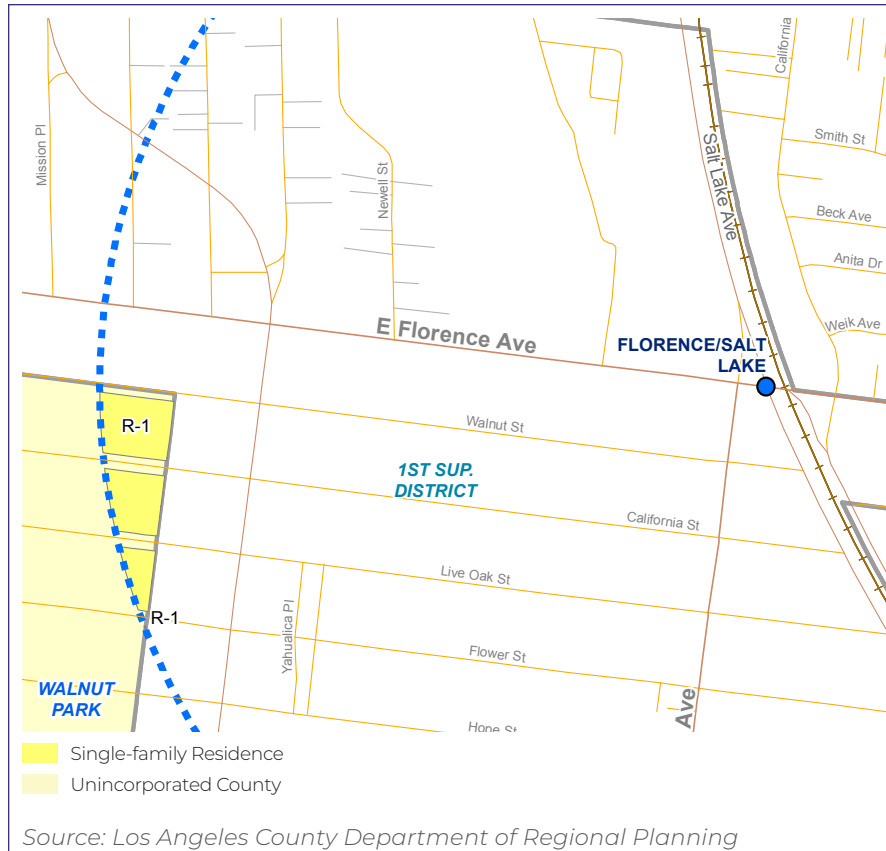 California
Mission Pl
Smith St
Salt Lake Ave
Newell St
Beck Ave
Anita Dr
E Florence Ave
Weik Ave
FLORENCE/SALT
LAKE
R-1
Walnut St
1ST SUP.
DISTRICT
California St
Live Oak St
R-1
Yahualica Pl
Flower St
WALNUT
PARK
Ave
Hope St
Single-family Residence
Unincorporated County
Source: Los Angeles County Department of Regional Planning